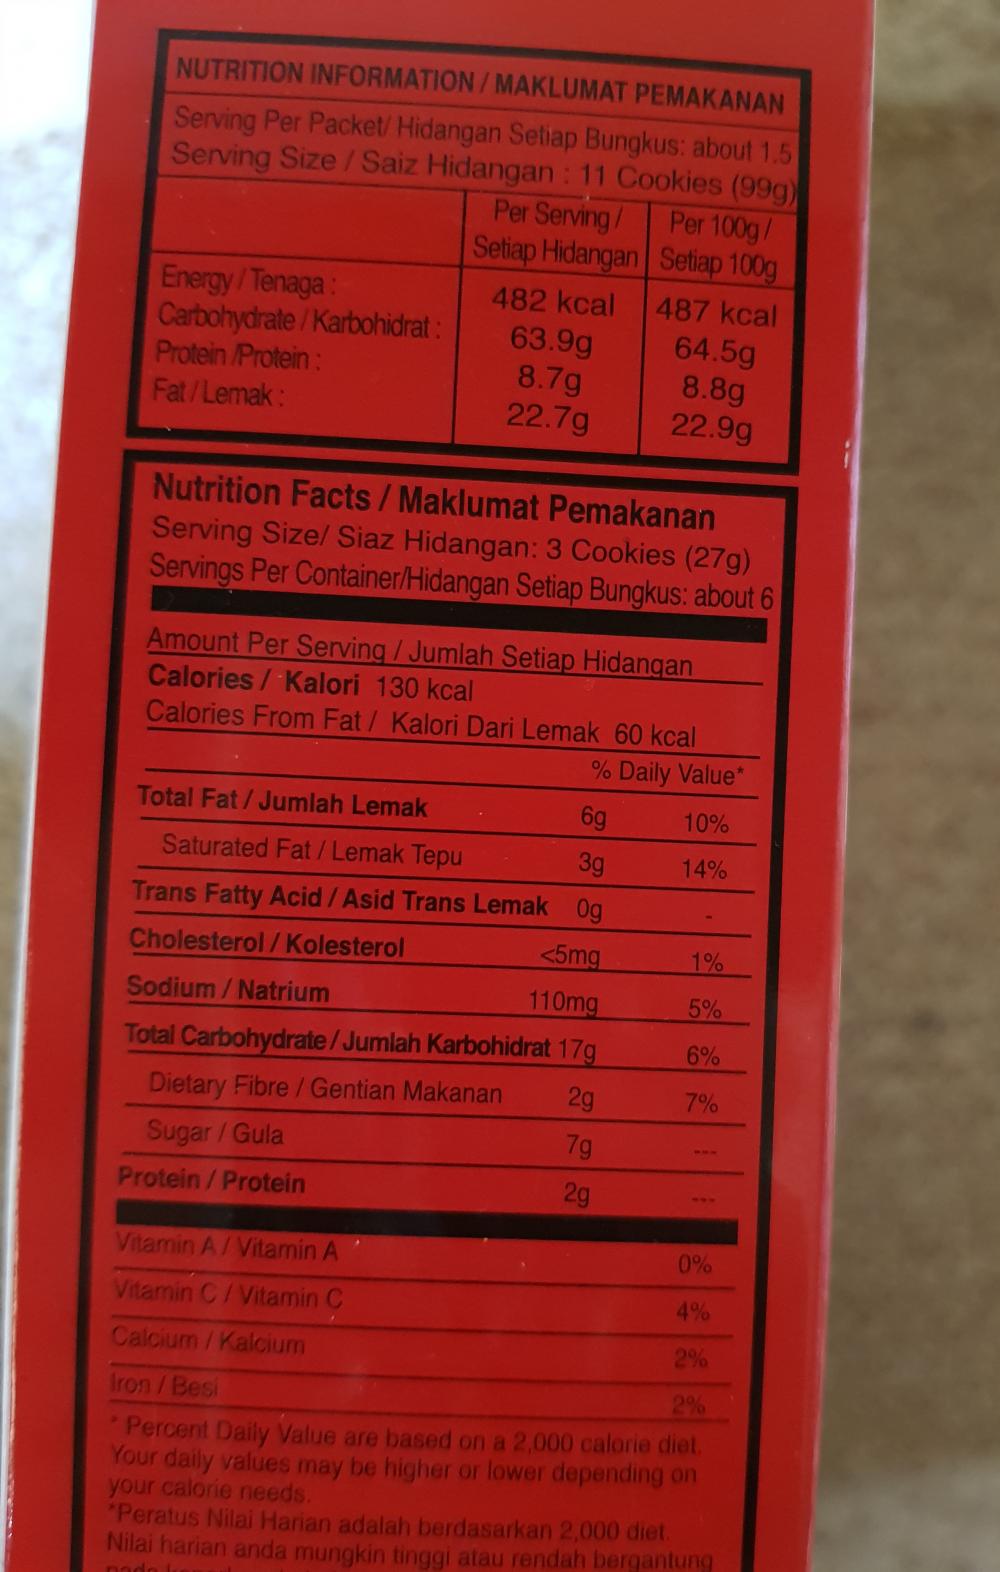 NUTRITION INFORMATION / MAKLUMAT PEMAKANAN
Serving Per Packet/ Hidangan Setiap Bungkus: about 1.5
Serving Size / Saiz Hidangan : 11 Cookies (99g)
Per Serving / Per 100g /
Setiap Hidangan Setiap 100g
Energy / Tenaga : 482 kcal 487 kcal
Carbohydrate / Karbohidrat : 63.9g 64.5g
Protein /Protein : 8.7g 8.8g
Fat / Lemak : 22.7g 22.9g
Nutrition Facts / Maklumat Pemakanan
Serving Size/ Siaz Hidangan: 3 Cookies (27g)
Servings Per Container/Hidangan Setiap Bungkus: about 6
Amount Per Serving / Jumlah Setiap Hidangan
Calories / Kalori 130 kcal
Calories From Fat / Kalori Dari Lemak 60 kcal
% Daily Value*
Total Fat / Jumlah Lemak 6g 10%
Saturated Fat / Lemak Tepu 3g 14%
Trans Fatty Acid / Asid Trans Lemak 0g -
Cholesterol / Kolesterol <5mg 1%
Sodium / Natrium 110mg 5%
Total Carbohydrate / Jumlah Karbohidrat 17g 6%
Dietary Fibre / Gentian Makanan 2g 7%
Sugar / Gula 7g ---
Protein / Protein 2g ---
Vitamin A / Vitamin A 0%
Vitamin C / Vitamin C 4%
Calcium / Kalcium 2%
Iron / Besi 2%
* Percent Daily Value are based on a 2,000 calorie diet.
Your daily values may be higher or lower depending on
your calorie needs.
*Peratus Nilai Harian adalah berdasarkan 2,000 diet.
Nilai harian anda mungkin tinggi atau rendah bergantung